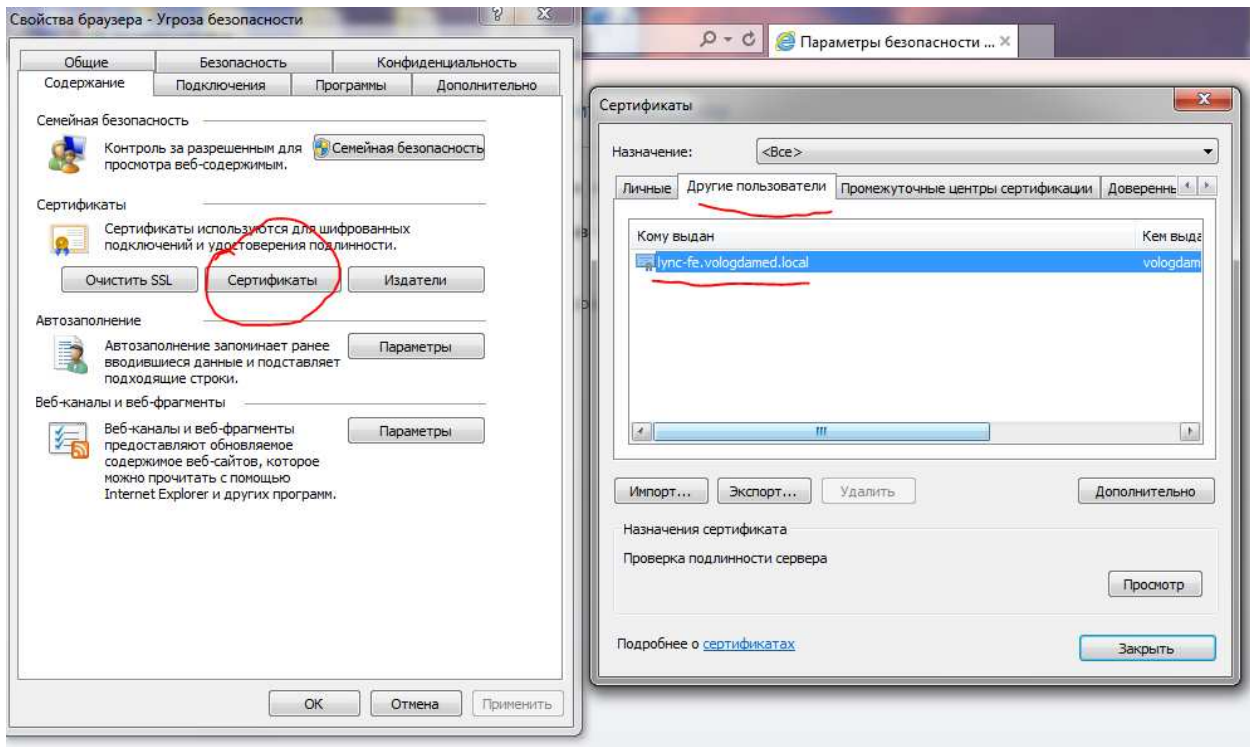 Свойства браузера - Угроза безопасности
Общие
Безопасность
Конфиденциальность
Содержание
Подключения
Программы
Дополнительно
Семейная безопасность
Контроль за разрешенным для
просмотра веб-содержимым.
Семейная безопасность
Сертификаты
Сертификаты используются для шифрованных
подключений и удостоверения подлинности.
Очистить SSL
Сертификаты
Издатели
Автозаполнение
Автозаполнение запоминает ранее
вводившиеся данные и подставляет
подходящие строки.
Параметры
Веб-каналы и веб-фрагменты
Веб-каналы и веб-фрагменты
предоставляют обновляемое
содержимое веб-сайтов, которое
можно прочитать с помощью
Internet Explorer и других программ.
Параметры
ОК
Отмена
Применить
Параметры безопасности ...
Сертификаты
Назначение:
<Все>
Личные
Другие пользователи
Промежуточные центры сертификации
Доверенн
Кому выдан
Кем выда
lync-fe.vologdamed.local
vologdam
Импорт...
Экспорт...
Удалить
Дополнительно
Назначения сертификата
Проверка подлинности сервера
Просмотр
Подробнее о сертификатах
Закрыть